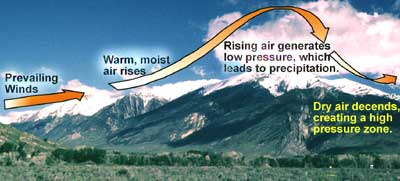 Prevailing
Winds
Warm, moist
air rises
Rising air generates
low pressure, which
leads to precipitation.
Dry air decends,
creating a high
pressure zone.